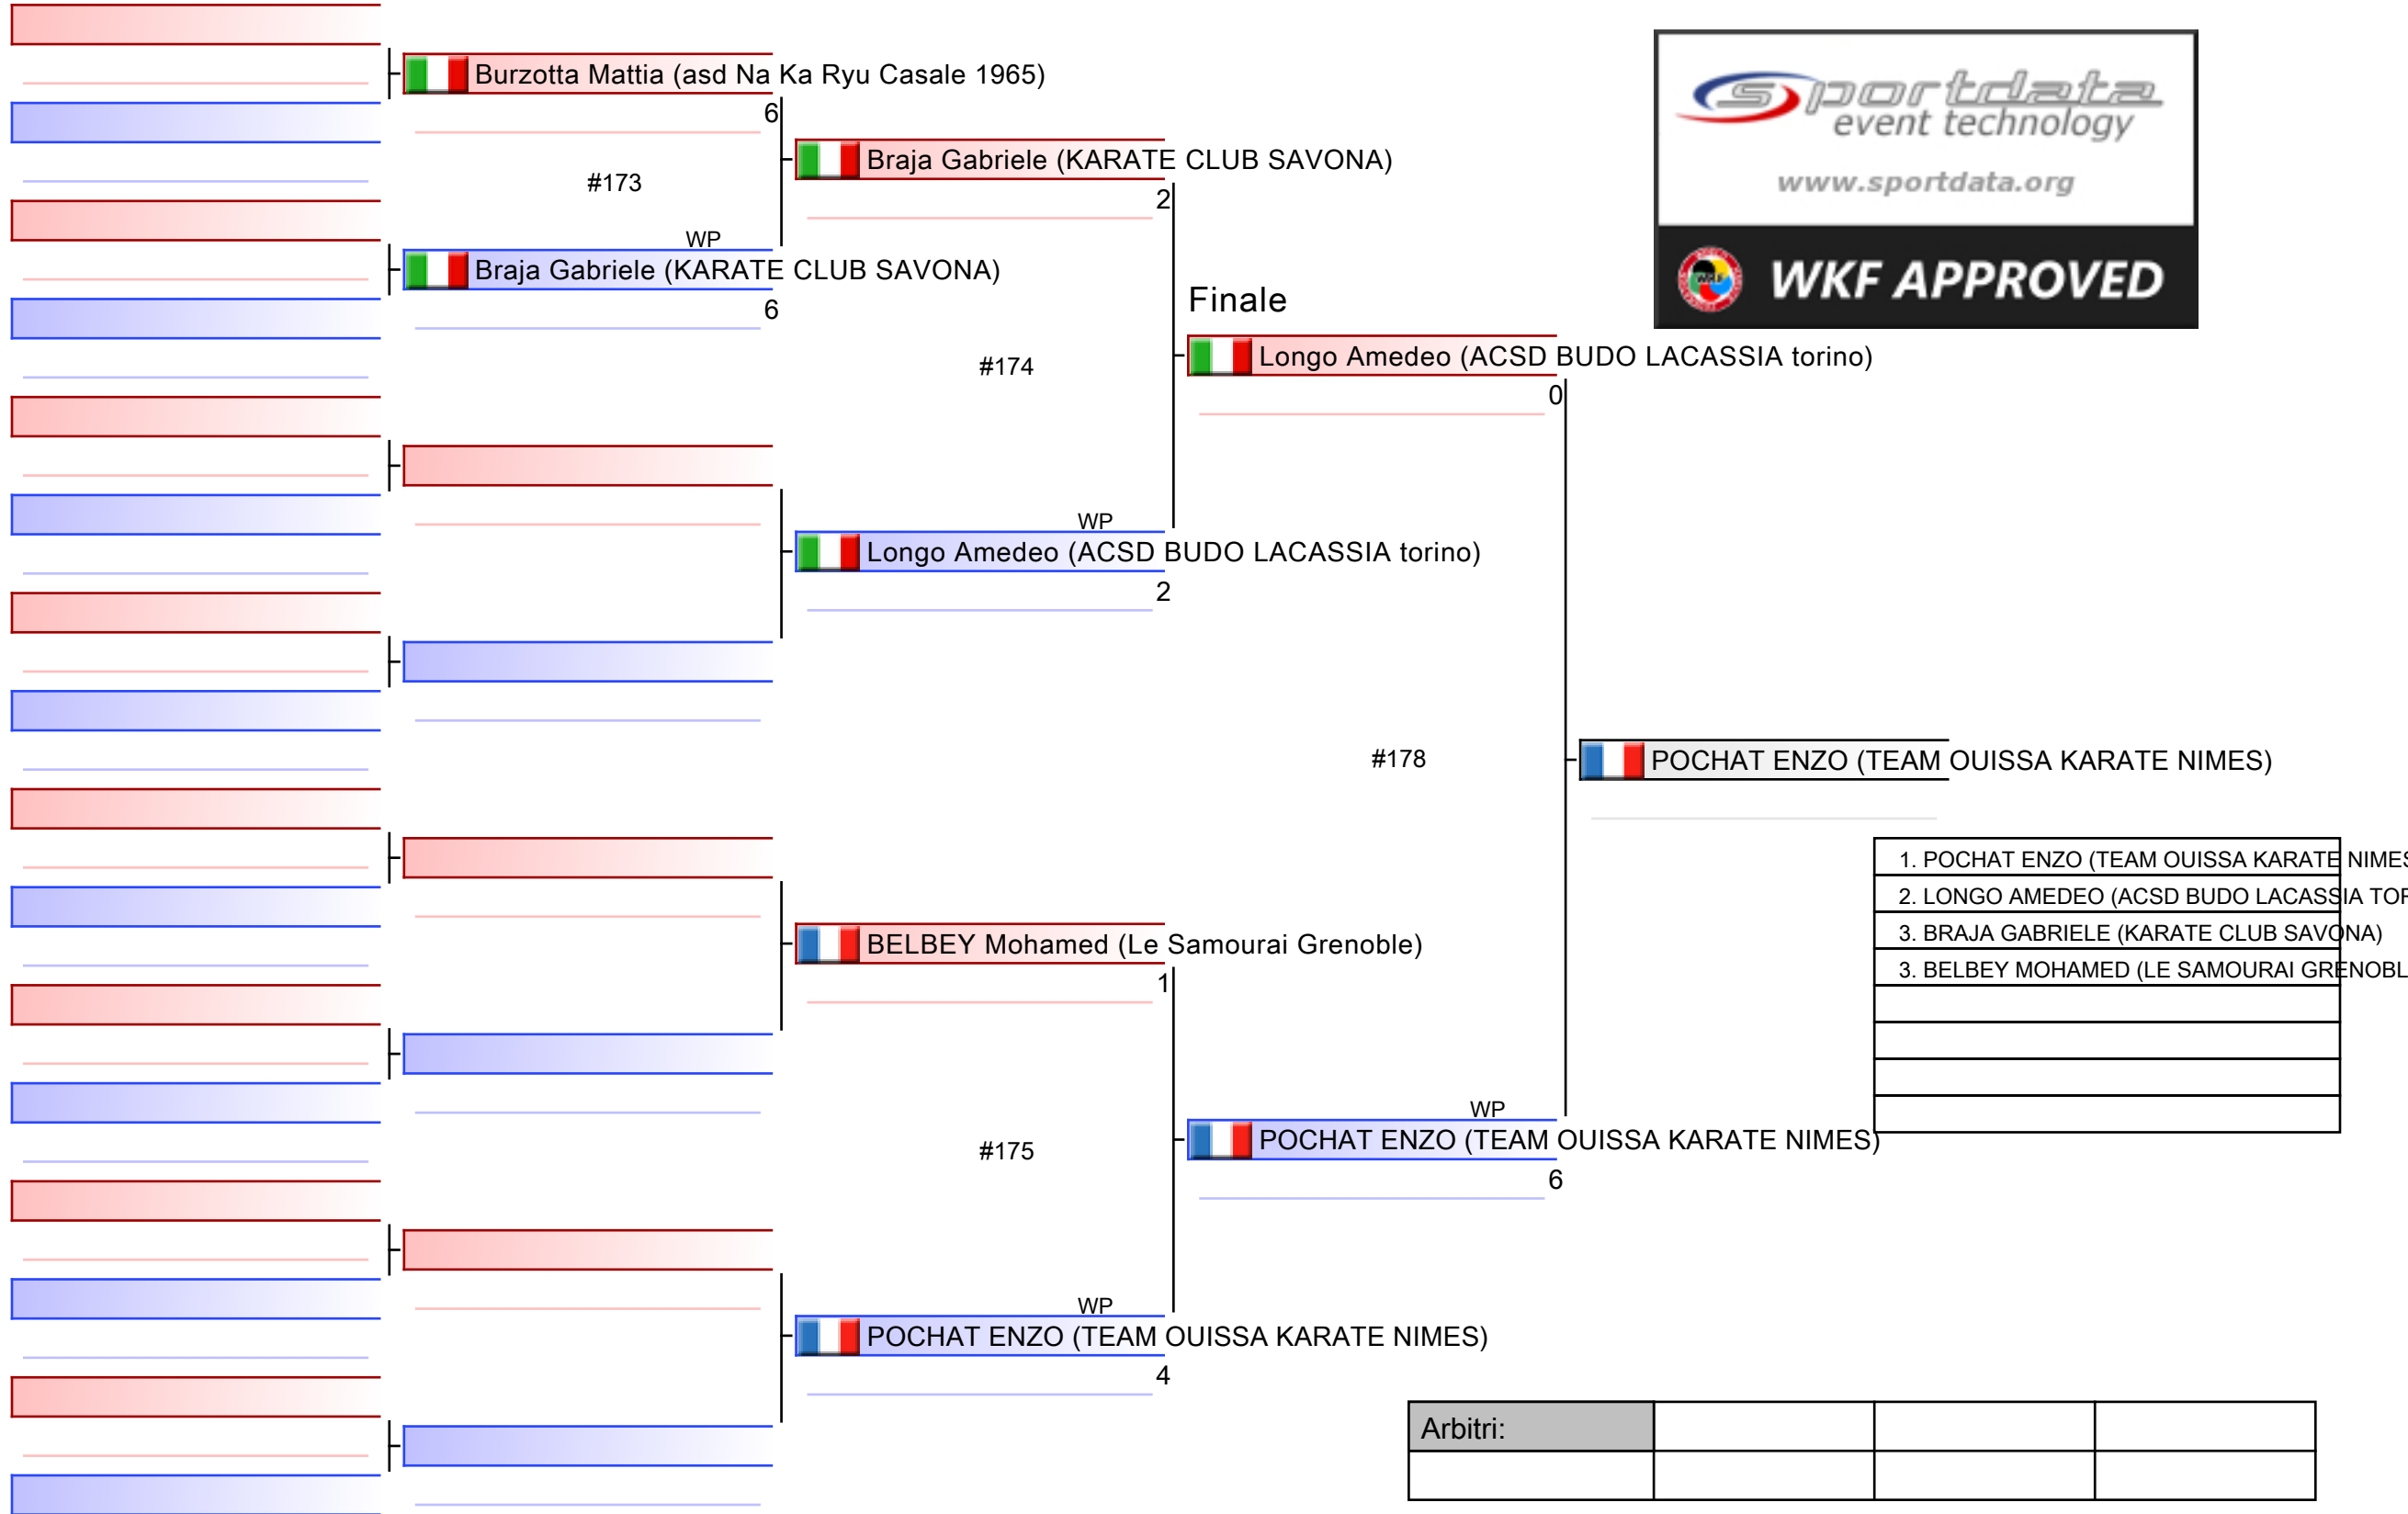 Burzotta Mattia (asd Na Ka Ryu Casale 1965)
6
#173
WP
Braja Gabriele (KARATE CLUB SAVONA)
6
Braja Gabriele (KARATE CLUB SAVONA)
2
#174
WP
Longo Amedeo (ACSD BUDO LACASSIA torino)
2
BELBEY Mohamed (Le Samourai Grenoble)
1
#175
WP
POCHAT ENZO (TEAM OUISSA KARATE NIMES)
4
Finale
Longo Amedeo (ACSD BUDO LACASSIA torino)
0
#178
WP
POCHAT ENZO (TEAM OUISSA KARATE NIMES)
6
POCHAT ENZO (TEAM OUISSA KARATE NIMES)
sportdata
event technology
www.sportdata.org
WKF APPROVED
1. POCHAT ENZO (TEAM OUISSA KARATE NIMES
2. LONGO AMEDEO (ACSD BUDO LACASSIA TOR
3. BRAJA GABRIELE (KARATE CLUB SAVONA)
3. BELBEY MOHAMED (LE SAMOURAI GRENOBL
Arbitri: